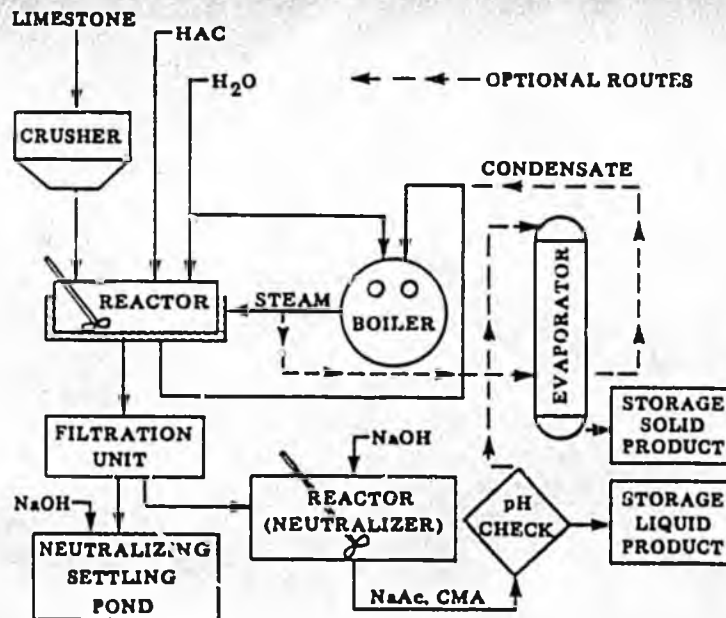 LIMESTONE
HAC
H₂O
OPTIONAL ROUTES
CRUSHER
CONDENSATE
REACTOR
STEAM
BOILER
EVAPORATOR
STORAGE
SOLID
PRODUCT
FILTRATION
UNIT
NaOH
NaOH
REACTOR
(NEUTRALIZER)
pH
CHECK
STORAGE
LIQUID
PRODUCT
NEUTRALIZING
SETTLING
POND
NaAc, CMA